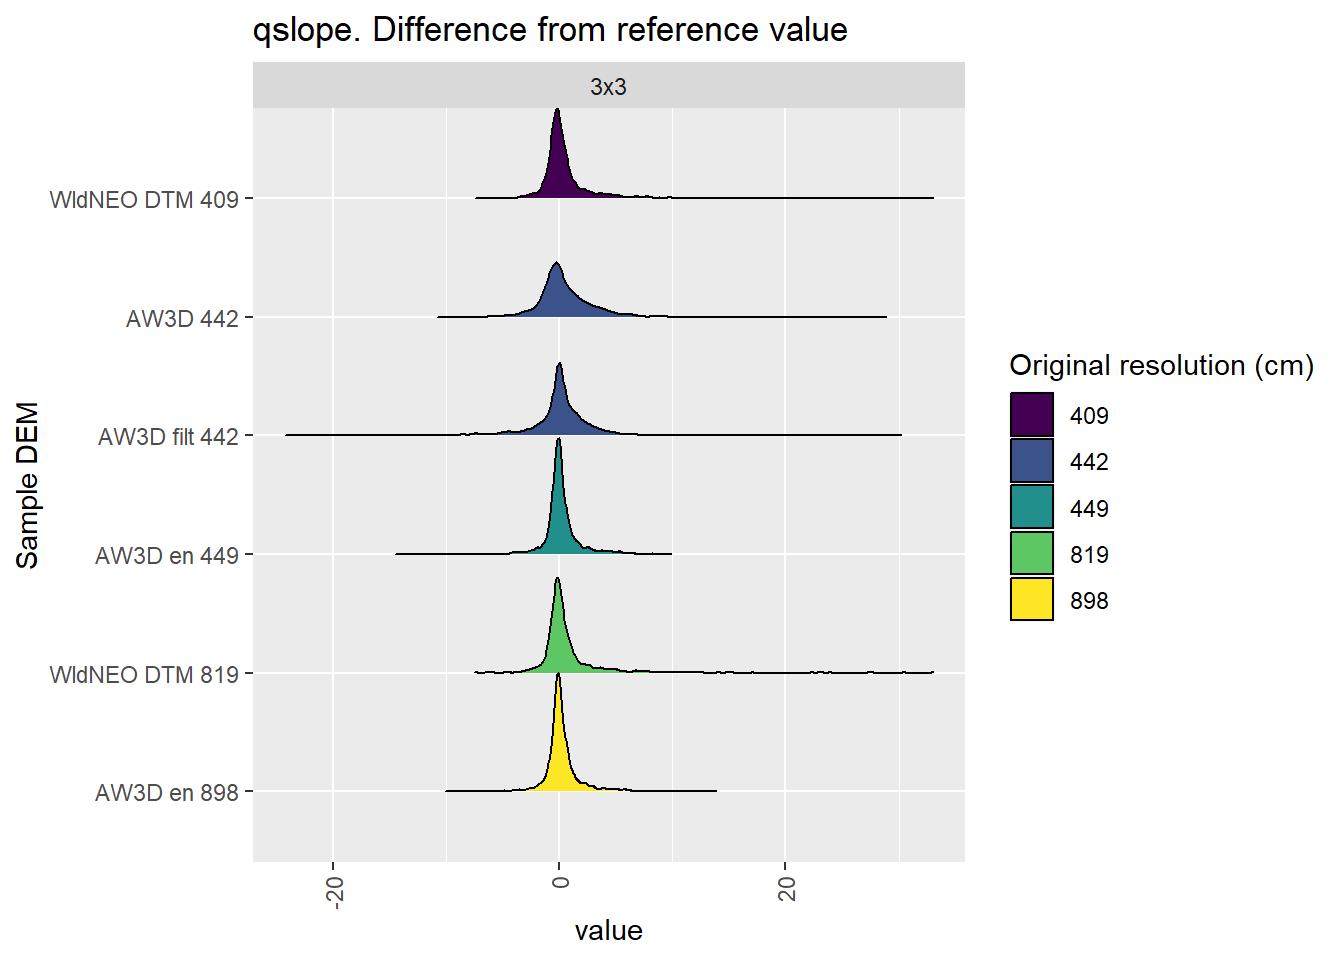 qslope. Difference from reference value
3x3
WldNEO DTM 409
AW3D 442
AW3D filt 442
AW3D en 449
WldNEO DTM 819
AW3D en 898
Sample DEM
-20
0
20
value
Original resolution (cm)
409
442
449
819
898